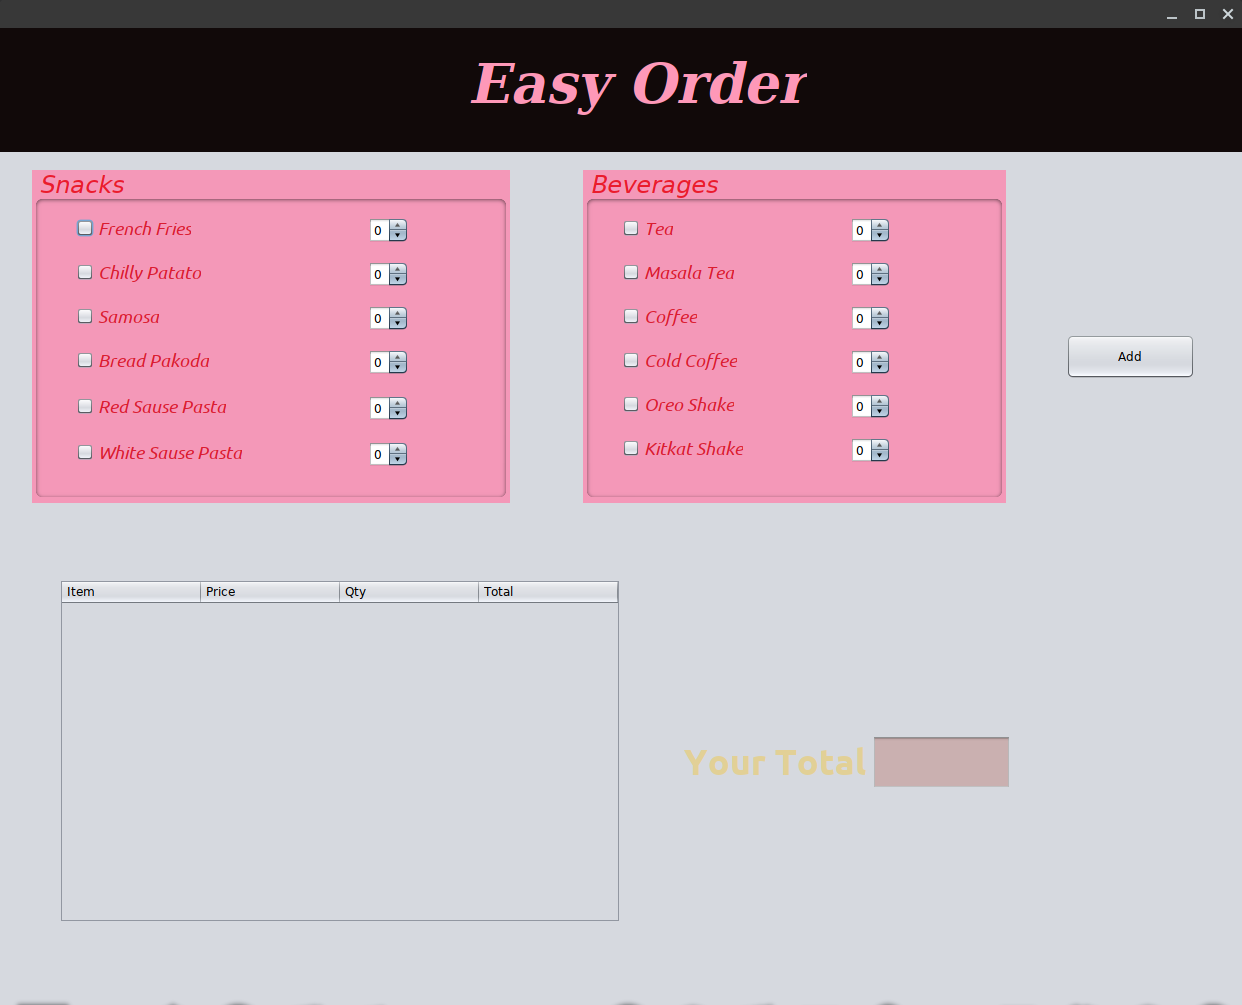 Easy Order
Snacks
French Fries 0
Chilly Patato 0
Samosa 0
Bread Pakoda 0
Red Sause Pasta 0
White Sause Pasta 0
Beverages
Tea 0
Masala Tea 0
Coffee 0
Cold Coffee 0
Oreo Shake 0
Kitkat Shake 0
Add
Item Price Qty Total
Your Total